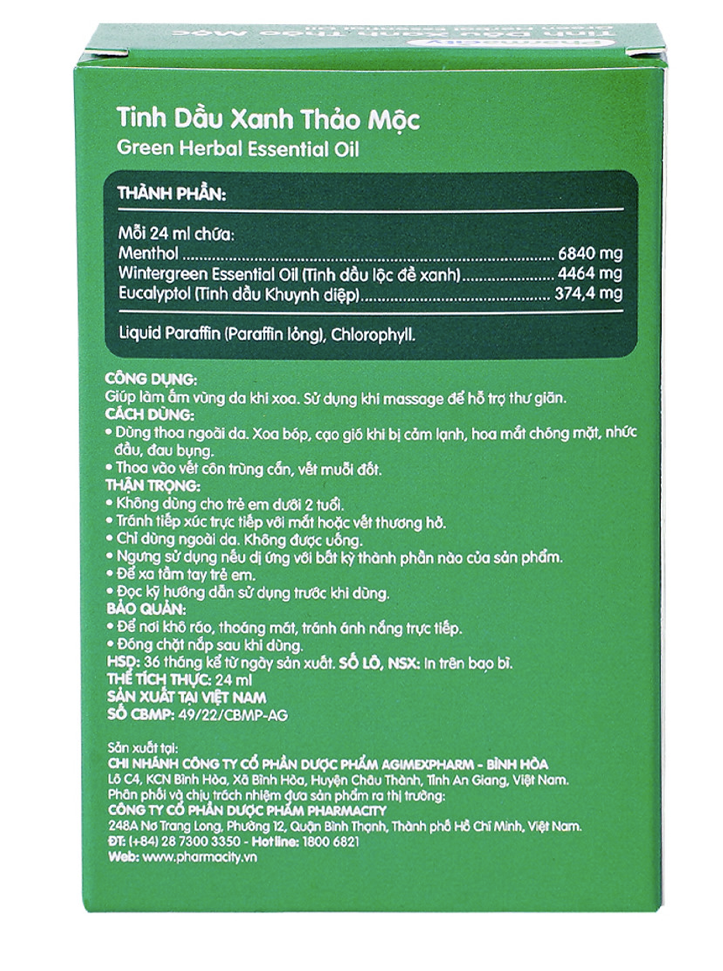 Pharmacity
Tinh Dầu Xanh Thảo Mộc
Green Herbal Essential Oil
Tinh Dầu Xanh Thảo Mộc
Green Herbal Essential Oil
THÀNH PHẦN:
Mỗi 24 ml chứa:
Menthol ........ 6840 mg
Wintergreen Essential Oil (Tinh dầu lộc đề xanh) ........ 4464 mg
Eucalyptol (Tinh dầu Khuynh diệp) ........ 374,4 mg
Liquid Paraffin (Paraffin lỏng), Chlorophyll.
CÔNG DỤNG:
Giúp làm ấm vùng da khi xoa. Sử dụng khi massage để hỗ trợ thư giãn.
CÁCH DÙNG:
• Dùng thoa ngoài da. Xoa bóp, cạo gió khi bị cảm lạnh, hoa mắt chóng mặt, nhức
đầu, đau bụng.
• Thoa vào vết côn trùng cắn, vết muỗi đốt.
THẬN TRỌNG:
• Không dùng cho trẻ em dưới 2 tuổi.
• Tránh tiếp xúc trực tiếp với mắt hoặc vết thương hở.
• Chỉ dùng ngoài da. Không được uống.
• Ngưng sử dụng nếu dị ứng với bất kỳ thành phần nào của sản phẩm.
• Để xa tầm tay trẻ em.
• Đọc kỹ hướng dẫn sử dụng trước khi dùng.
BẢO QUẢN:
• Để nơi khô ráo, thoáng mát, tránh ánh nắng trực tiếp.
• Đóng chặt nắp sau khi dùng.
HSD: 36 tháng kể từ ngày sản xuất. SỐ LÔ, NSX: In trên bao bì.
THỂ TÍCH THỰC: 24 ml
SẢN XUẤT TẠI VIỆT NAM
SỐ CBMP: 49/22/CBMP-AG
Sản xuất tại:
CHI NHÁNH CÔNG TY CỔ PHẦN DƯỢC PHẨM AGIMEXPHARM - BÌNH HÒA
Lô C4, KCN Bình Hòa, Xã Bình Hòa, Huyện Châu Thành, Tỉnh An Giang, Việt Nam.
Phân phối và chịu trách nhiệm đưa sản phẩm ra thị trường:
CÔNG TY CỔ PHẦN DƯỢC PHẨM PHARMACITY
248A Nơ Trang Long, Phường 12, Quận Bình Thạnh, Thành phố Hồ Chí Minh, Việt Nam.
ĐT: (+84) 28 7300 3350 - Hotline: 1800 6821
Web: www.pharmacity.vn